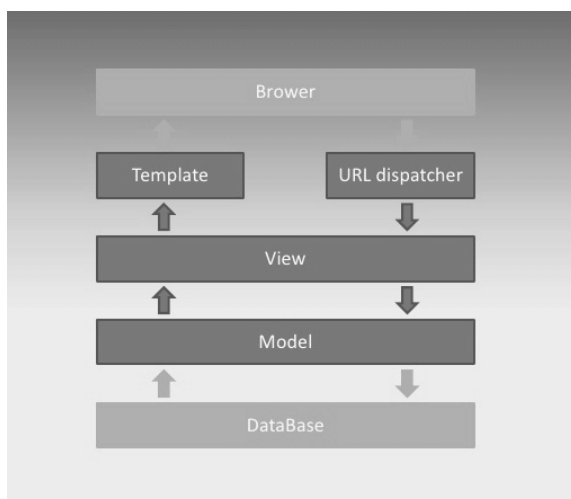 Brower
Template
URL dispatcher
View
Model
DataBase